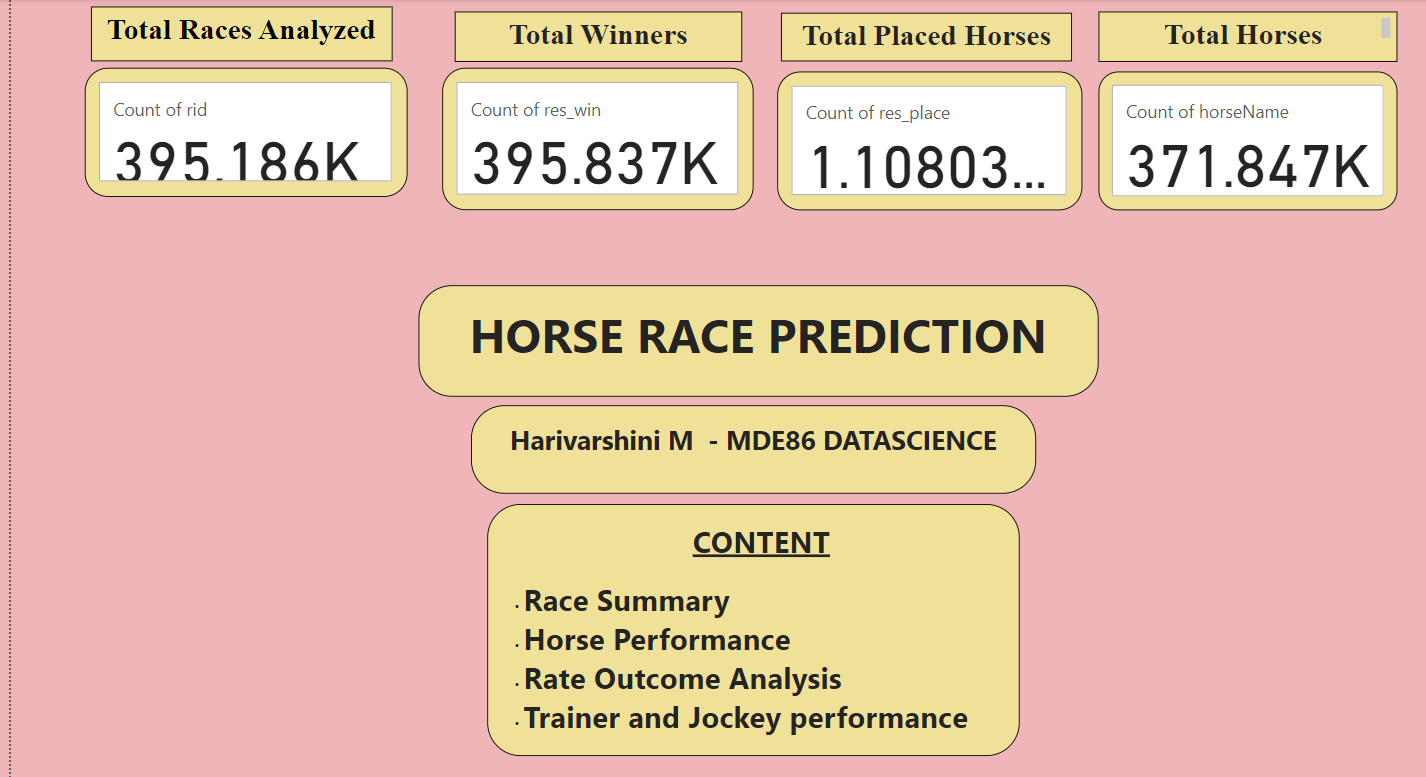 Total Races Analyzed
Total Winners
Total Placed Horses
Total Horses
Count of rid
395.186K
Count of res_win
395.837K
Count of res_place
1.10803...
Count of horseName
371.847K
HORSE RACE PREDICTION
Harivarshini M - MDE86 DATASCIENCE
CONTENT
. Race Summary
. Horse Performance
. Rate Outcome Analysis
. Trainer and Jockey performance